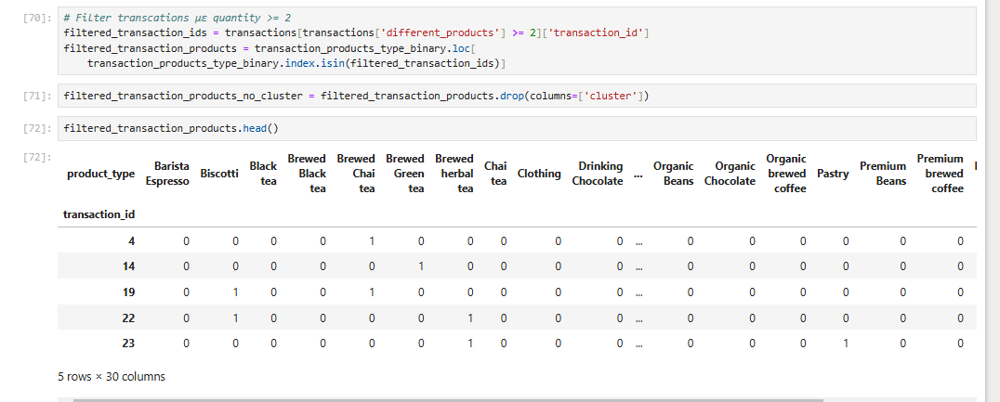 [70]: # Filter transcations με quantity >= 2
filtered_transaction_ids = transactions[transactions['different_products'] >= 2]['transaction_id']
filtered_transaction_products = transaction_products_type_binary.loc[
transaction_products_type_binary.index.isin(filtered_transaction_ids)]
[71]: filtered_transaction_products_no_cluster = filtered_transaction_products.drop(columns=['cluster'])
[72]: filtered_transaction_products.head()
[72]:
product_type Barista Espresso Biscotti Black tea Brewed Black tea Brewed Chai tea Brewed Green tea Brewed herbal tea Chai tea Clothing Drinking Chocolate ... Organic Beans Organic Chocolate Organic brewed coffee Pastry Premium Beans Premium brewed coffee
transaction_id
4 0 0 0 0 1 0 0 0 0 0 ... 0 0 0 0 0 0
14 0 0 0 0 0 1 0 0 0 0 ... 0 0 0 0 0 0
19 0 1 0 0 1 0 0 0 0 0 ... 0 0 0 0 0 0
22 0 1 0 0 0 0 1 0 0 0 ... 0 0 0 0 0 0
23 0 0 0 0 0 0 1 0 0 0 ... 0 0 0 1 0 0
5 rows × 30 columns